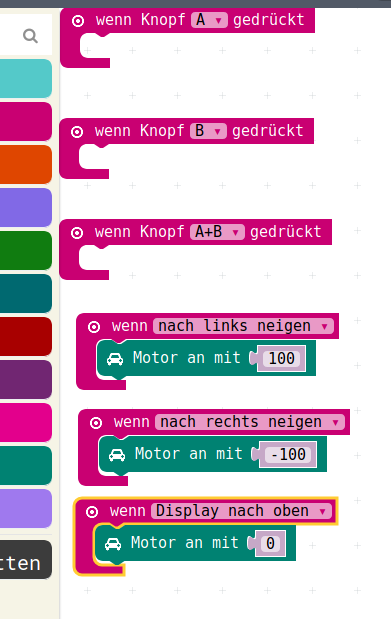 wenn Knopf A ▾ gedrückt
wenn Knopf B ▾ gedrückt
wenn Knopf A+B ▾ gedrückt
wenn nach links neigen ▾
Motor an mit 100
wenn nach rechts neigen ▾
Motor an mit -100
wenn Display nach oben ▾
Motor an mit 0
tten